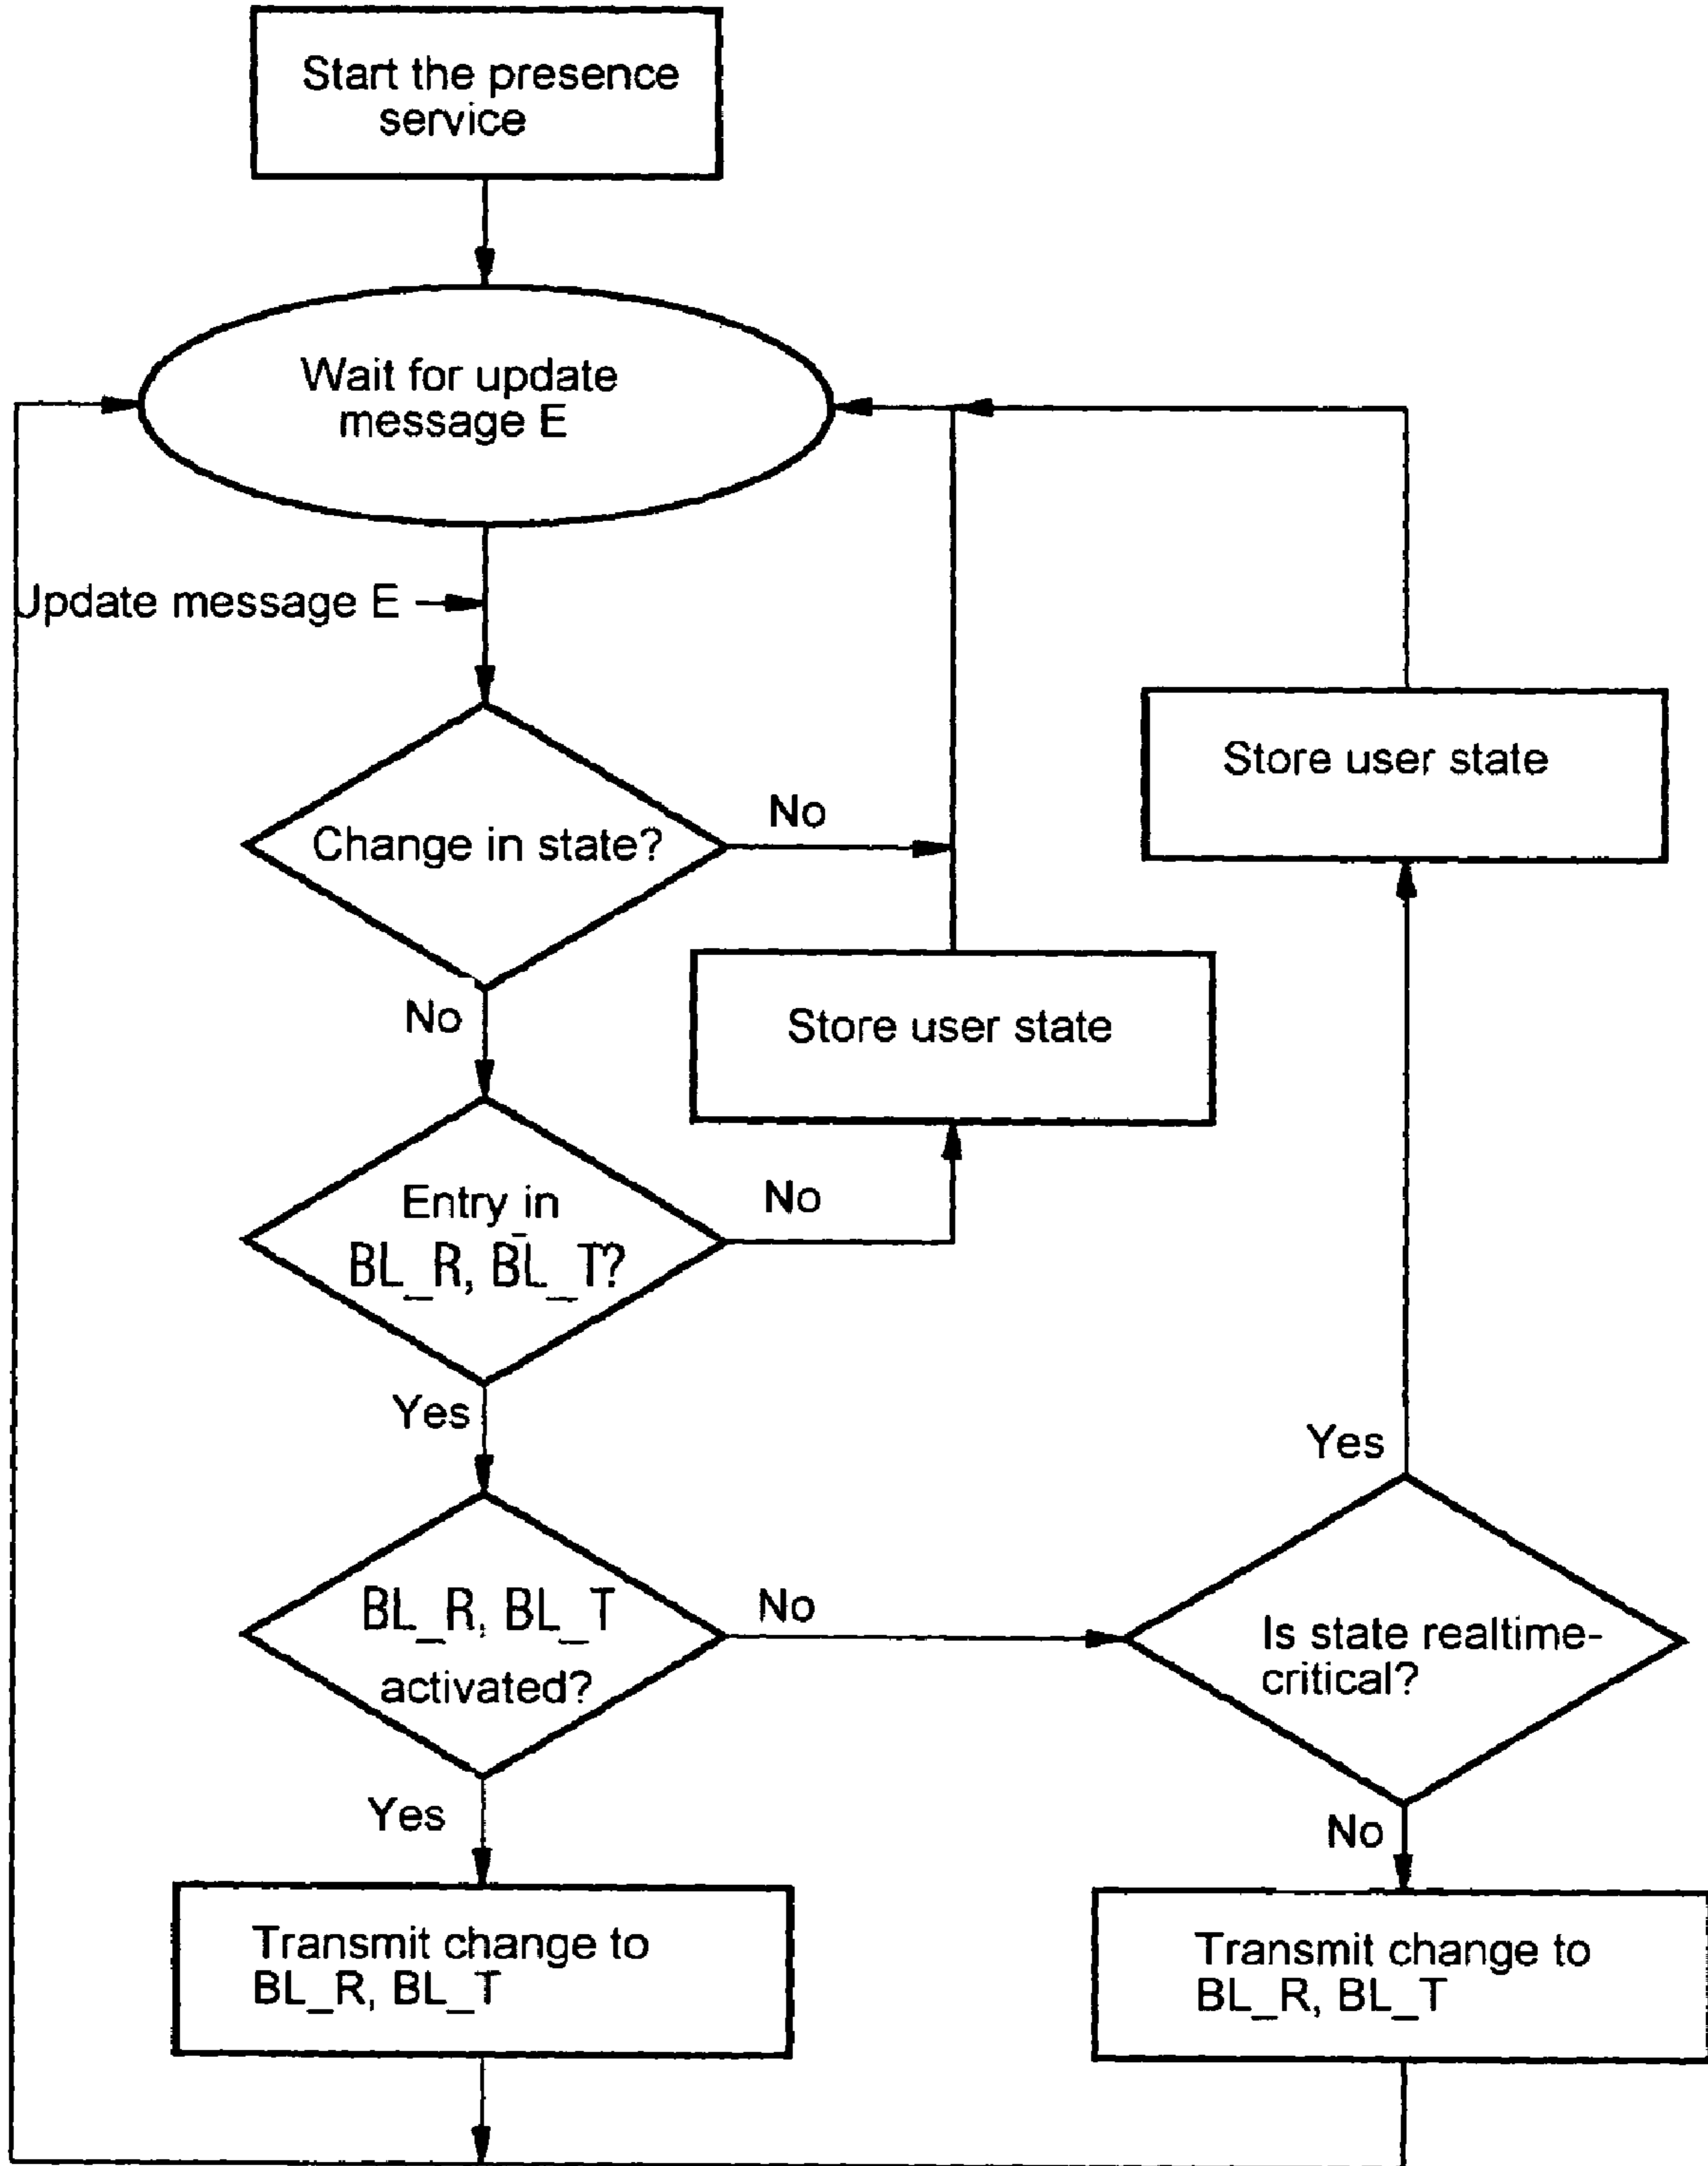 Start the presence
service
Wait for update
message E
Update message E
Change in state?
No
Store user state
No
Store user state
Entry in
BL_R, BL_T?
No
Yes
Yes
BL_R, BL_T
activated?
No
Is state realtime-
critical?
Yes
No
Transmit change to
BL_R, BL_T
Transmit change to
BL_R, BL_T